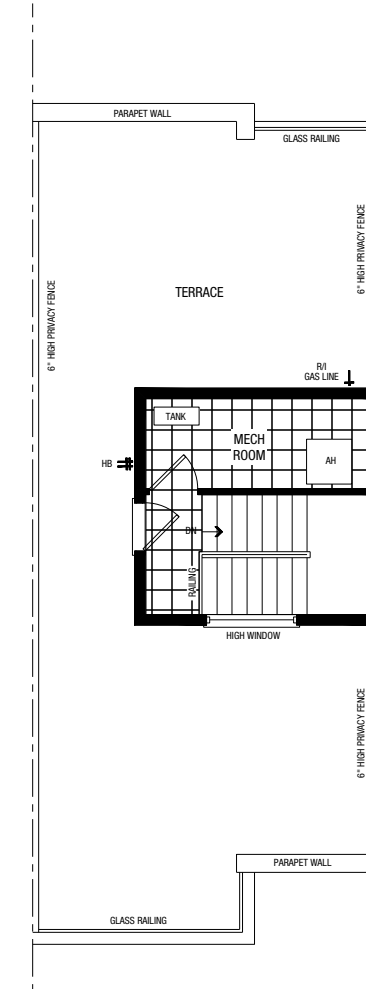 PARAPET WALL
GLASS RAILING
6" HIGH PRIVACY FENCE
6" HIGH PRIVACY FENCE
TERRACE
R/I
GAS LINE
TANK
MECH
ROOM
AH
HB
DN
RAILING
HIGH WINDOW
6" HIGH PRIVACY FENCE
PARAPET WALL
GLASS RAILING